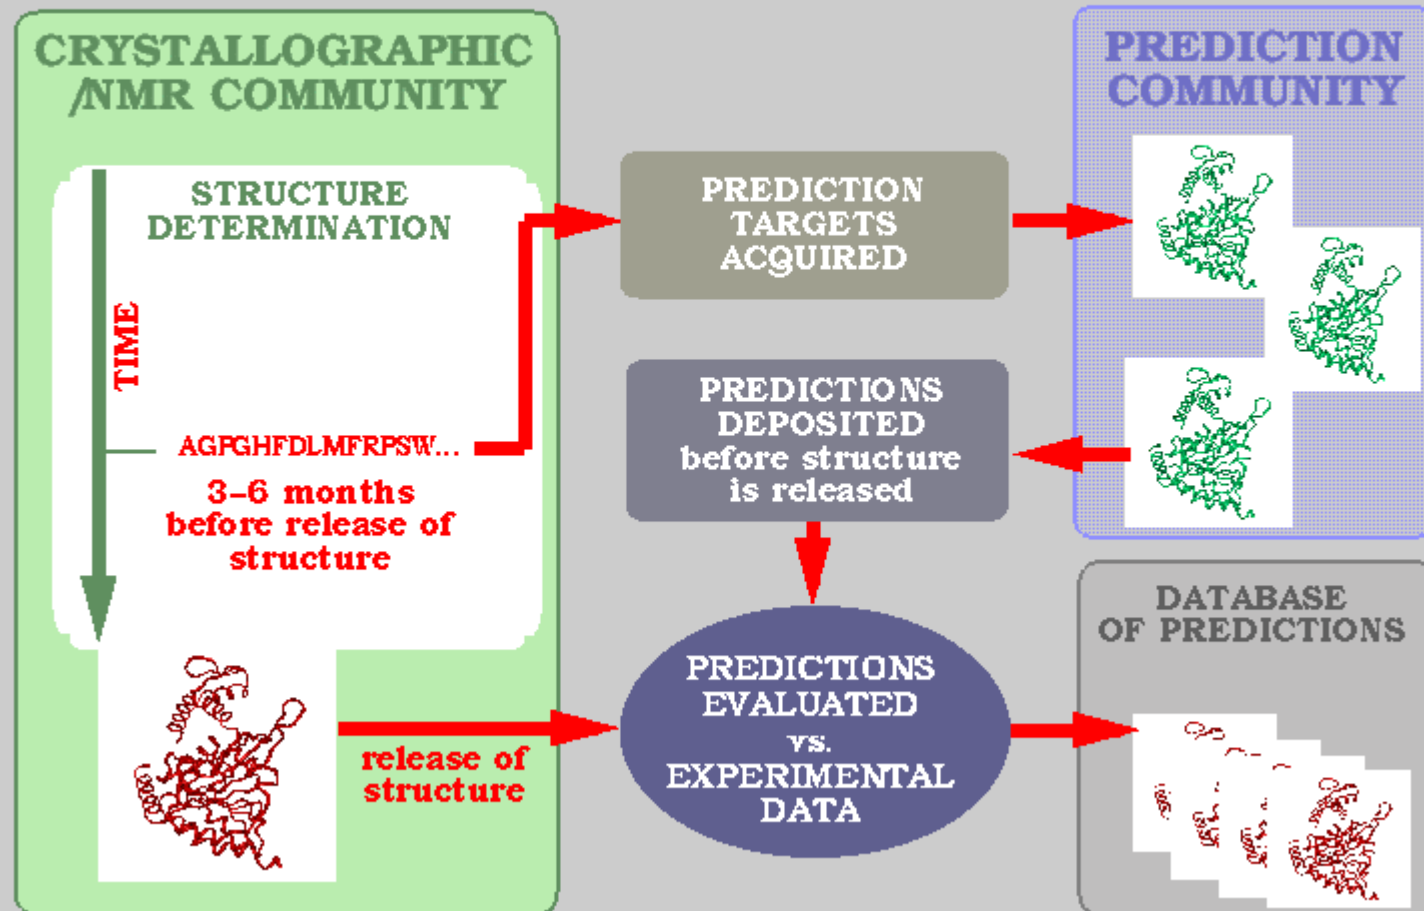 CRYSTALLOGRAPHIC
/NMR COMMUNITY
STRUCTURE
DETERMINATION
TIME
AGPGHFDLMFRPSW...
3-6 months
before release of
structure
release of
structure
PREDICTION
TARGETS
ACQUIRED
PREDICTIONS
DEPOSITED
before structure
is released
PREDICTIONS
EVALUATED
vs.
EXPERIMENTAL
DATA
PREDICTION
COMMUNITY
DATABASE
OF PREDICTIONS